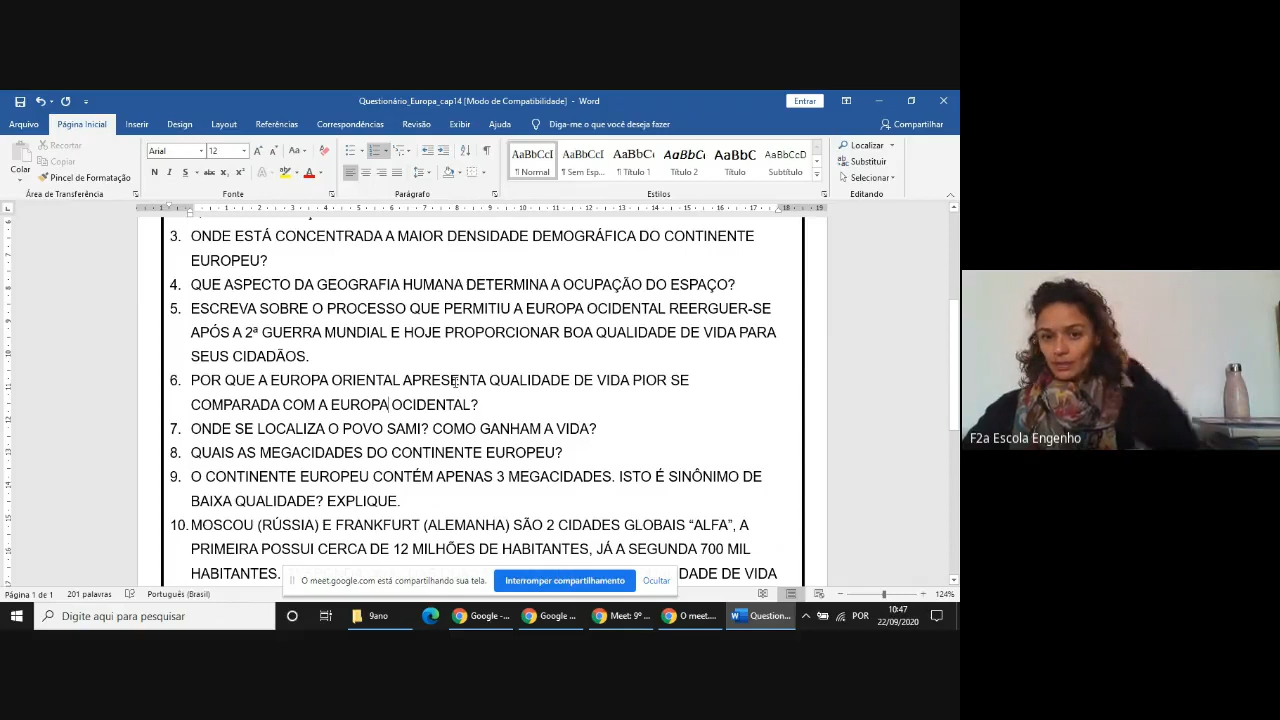 Questionário_Europa_cap14 [Modo de Compatibilidade] - Word
Entrar
Arquivo Página Inicial Inserir Design Layout Referências Correspondências Revisão Exibir Ajuda Diga-me o que você deseja fazer Compartilhar
Recortar
Copiar
Pincel de Formatação
Colar
Arial 12
N I S
AaBbCcI AaBbCcI AaBbC AaBbC AaBbC AaBbCcD
¶ Normal ¶ Sem Esp... ¶ Título 1 Título 2 Título Subtítulo
Localizar
Substituir
Selecionar
Área de Transferência Fonte Parágrafo Estilos Editando
3. ONDE ESTÁ CONCENTRADA A MAIOR DENSIDADE DEMOGRÁFICA DO CONTINENTE
EUROPEU?
4. QUE ASPECTO DA GEOGRAFIA HUMANA DETERMINA A OCUPAÇÃO DO ESPAÇO?
5. ESCREVA SOBRE O PROCESSO QUE PERMITIU A EUROPA OCIDENTAL REERGUER-SE
APÓS A 2ª GUERRA MUNDIAL E HOJE PROPORCIONAR BOA QUALIDADE DE VIDA PARA
SEUS CIDADÃOS.
6. POR QUE A EUROPA ORIENTAL APRESENTA QUALIDADE DE VIDA PIOR SE
COMPARADA COM A EUROPA OCIDENTAL?
7. ONDE SE LOCALIZA O POVO SAMI? COMO GANHAM A VIDA?
8. QUAIS AS MEGACIDADES DO CONTINENTE EUROPEU?
9. O CONTINENTE EUROPEU CONTÉM APENAS 3 MEGACIDADES. ISTO É SINÔNIMO DE
BAIXA QUALIDADE? EXPLIQUE.
10. MOSCOU (RÚSSIA) E FRANKFURT (ALEMANHA) SÃO 2 CIDADES GLOBAIS “ALFA”, A
PRIMEIRA POSSUI CERCA DE 12 MILHÕES DE HABITANTES, JÁ A SEGUNDA 700 MIL
HABITANTES. DADE DE VIDA
O meet.google.com está compartilhando sua tela. Interromper compartilhamento Ocultar
Página 1 de 1 201 palavras Português (Brasil) 124%
Digite aqui para pesquisar 9ano Google -... Google ... Meet: 9º ... O meet.... Question... POR 10:47
22/09/2020
F2a Escola Engenho